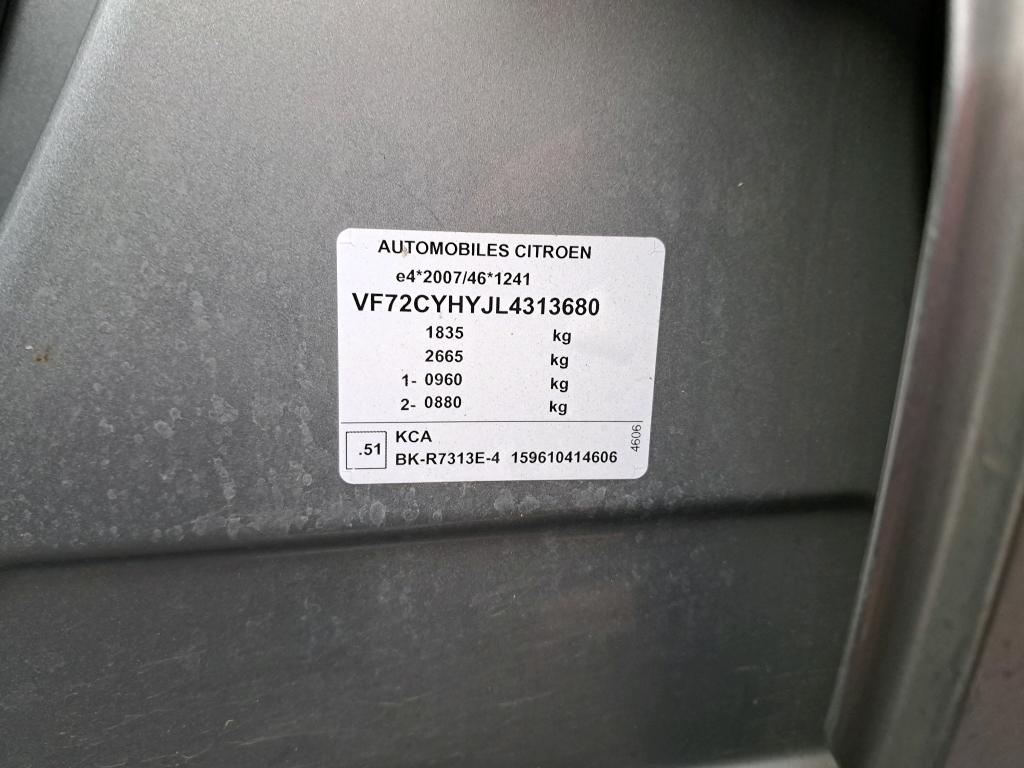 AUTOMOBILES CITROEN
e4*2007/46*1241
VF72CYHYJL4313680
1835 kg
2665 kg
1- 0960 kg
2- 0880 kg
.51 KCA
BK-R7313E-4 159610414606
4606